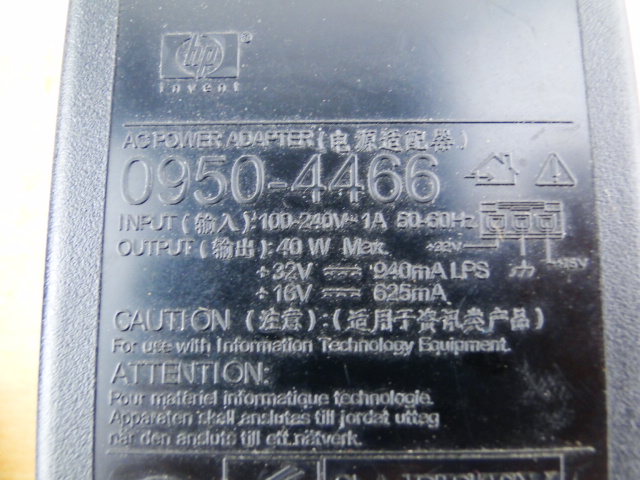 hp
invent
AC POWER ADAPTER (电源适配器)
0950-4466
INPUT (输入): 100-240V~ 1A 50-60Hz
OUTPUT (输出): 40 W Max.
+32V
+32V ⎓ 940mA LPS
+16V
+16V ⎓ 625mA
CAUTION (注意): (适用于资讯类产品)
For use with Information Technology Equipment.
ATTENTION:
Pour matériel informatique technologie.
Apparaten skall anslutas till jordat uttag
när den ansluts till ett nätverk.